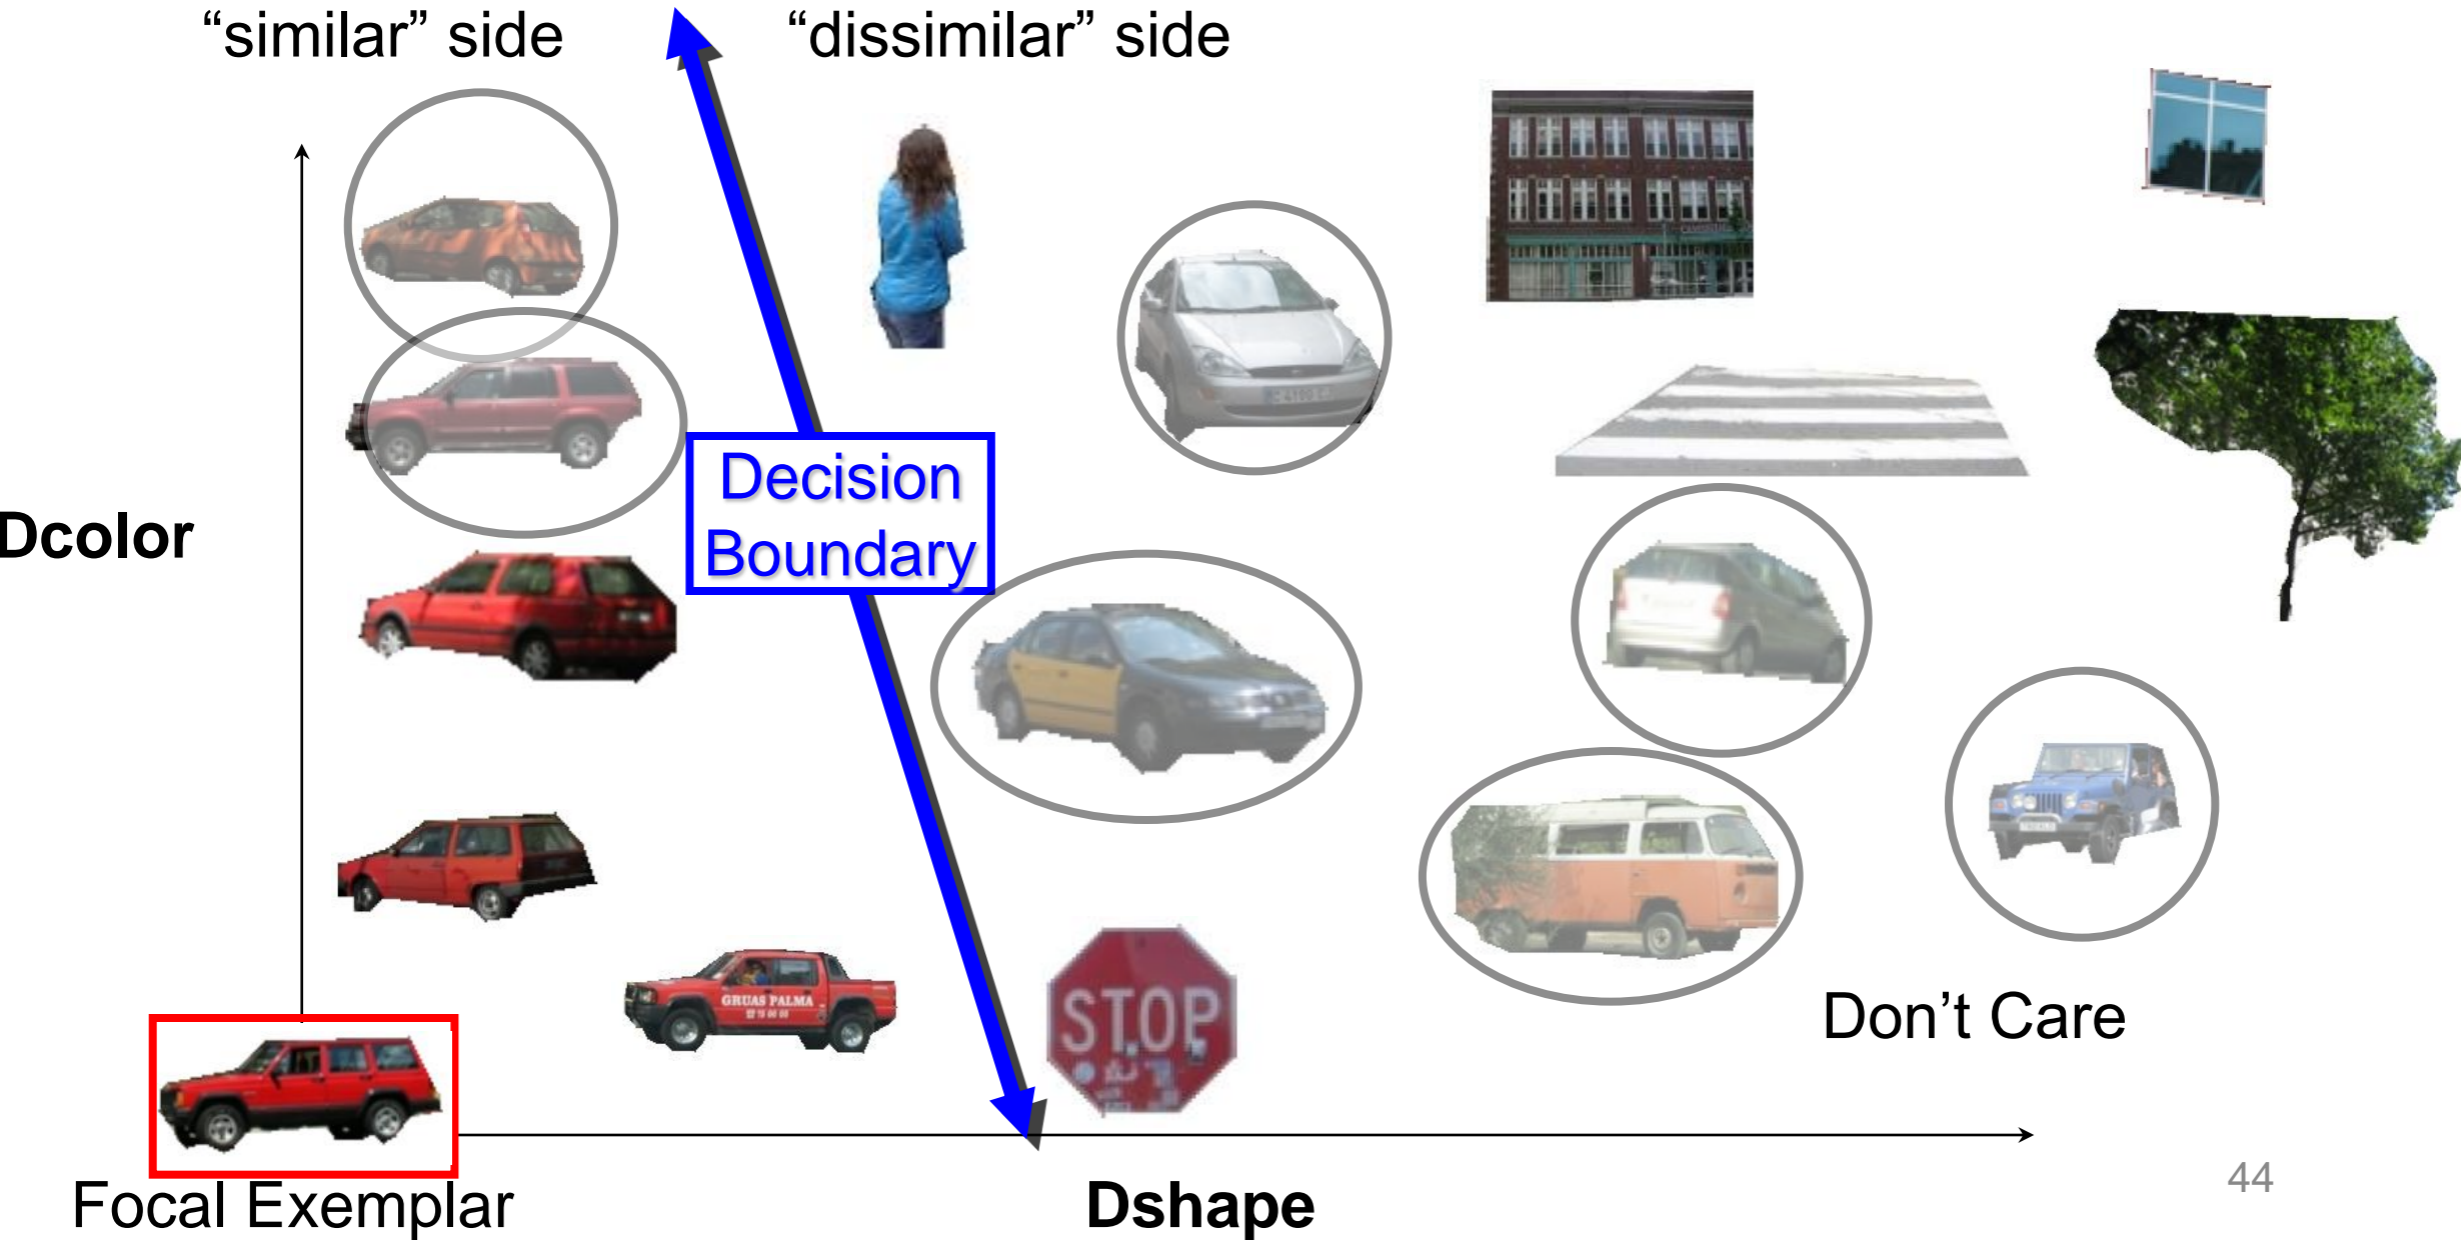 “similar” side
“dissimilar” side
Decision
Boundary
Dcolor
GRUAS PALMA
STOP
Don’t Care
Focal Exemplar
Dshape
44